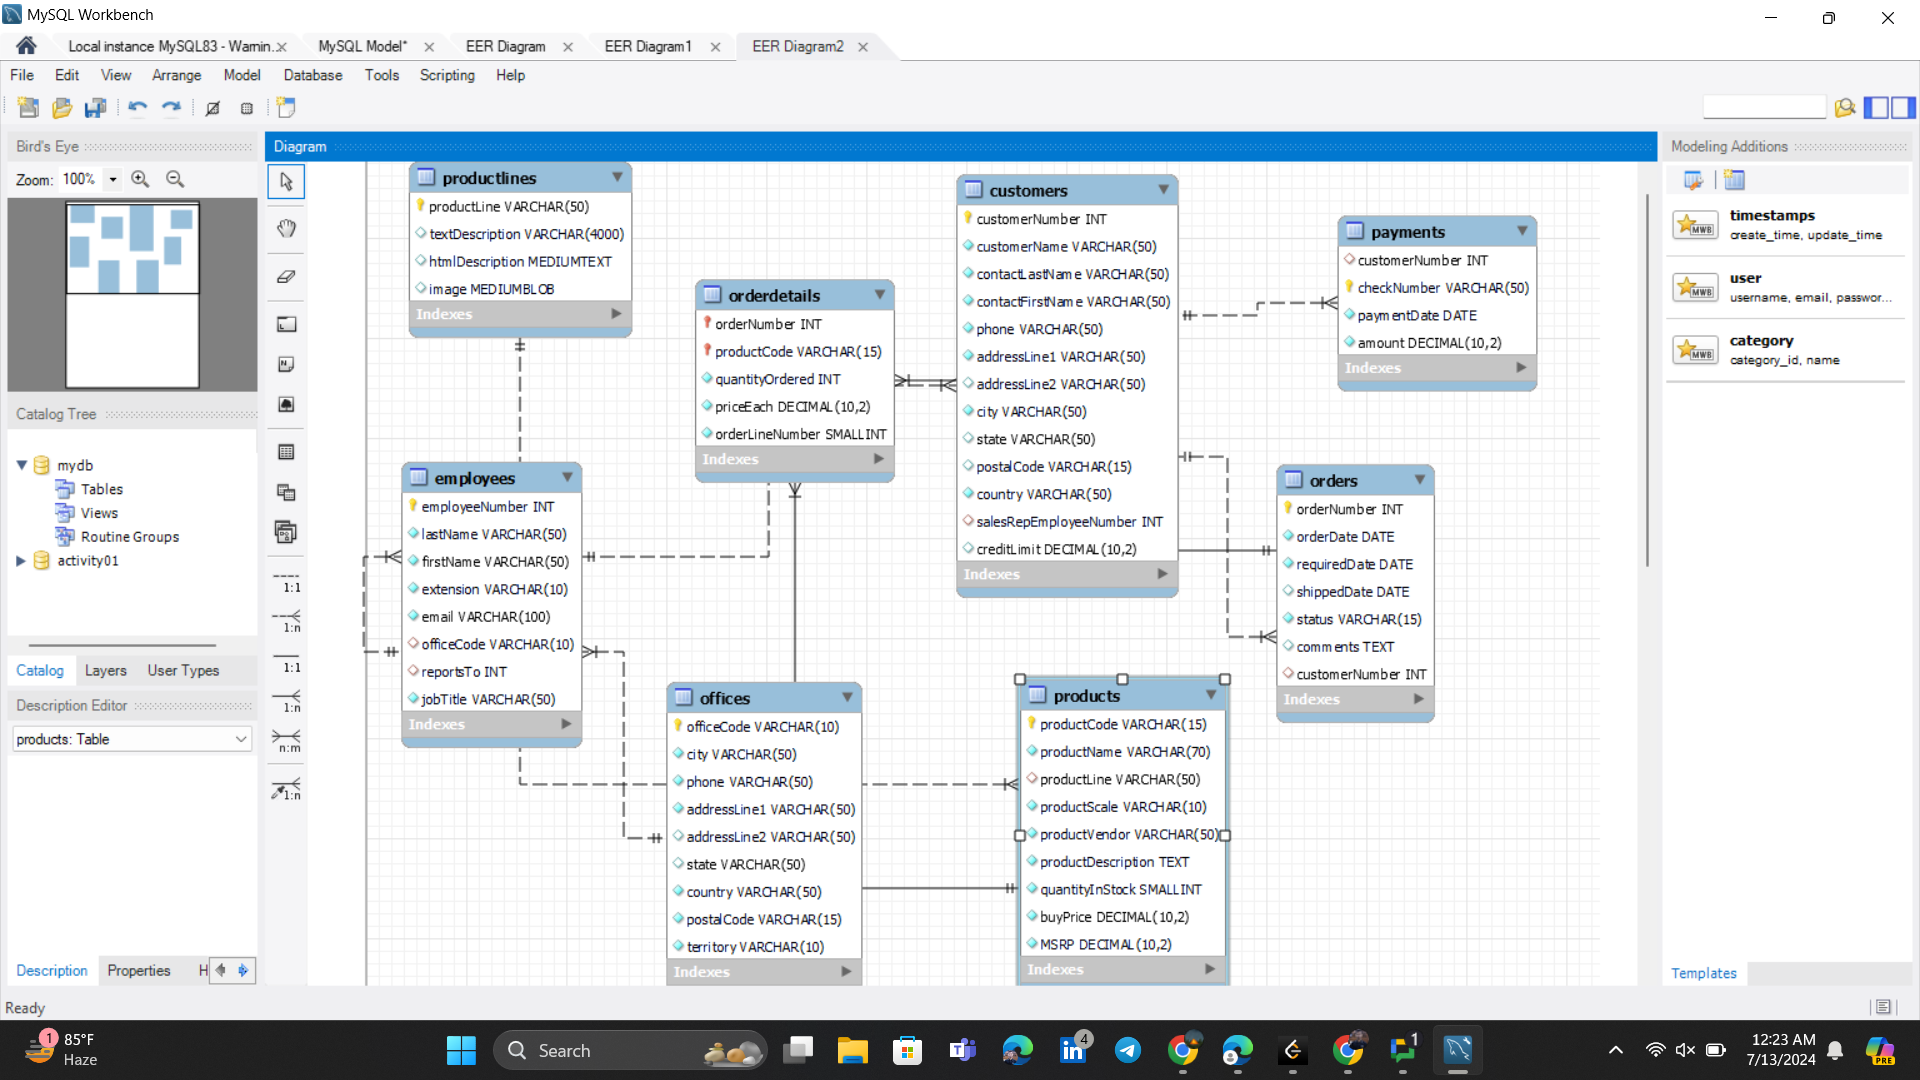 MySQL Workbench
Local instance MySQL83 - Warnin.
MySQL Model*
EER Diagram
EER Diagram1
EER Diagram2
File Edit View Arrange Model Database Tools Scripting Help
Bird's Eye
Zoom: 100%
Catalog Tree
mydb
Tables
Views
Routine Groups
activity01
Catalog Layers User Types
Description Editor
products: Table
Description Properties H
1:1
1:n
1:1
1:n
n:m
1:n
Diagram
productlines
productLine VARCHAR(50)
textDescription VARCHAR(4000)
htmlDescription MEDIUMTEXT
image MEDIUMBLOB
Indexes
employees
employeeNumber INT
lastName VARCHAR(50)
firstName VARCHAR(50)
extension VARCHAR(10)
email VARCHAR(100)
officeCode VARCHAR(10)
reportsTo INT
jobTitle VARCHAR(50)
Indexes
orderdetails
orderNumber INT
productCode VARCHAR(15)
quantityOrdered INT
priceEach DECIMAL(10,2)
orderLineNumber SMALLINT
Indexes
offices
officeCode VARCHAR(10)
city VARCHAR(50)
phone VARCHAR(50)
addressLine1 VARCHAR(50)
addressLine2 VARCHAR(50)
state VARCHAR(50)
country VARCHAR(50)
postalCode VARCHAR(15)
territory VARCHAR(10)
Indexes
customers
customerNumber INT
customerName VARCHAR(50)
contactLastName VARCHAR(50)
contactFirstName VARCHAR(50)
phone VARCHAR(50)
addressLine1 VARCHAR(50)
addressLine2 VARCHAR(50)
city VARCHAR(50)
state VARCHAR(50)
postalCode VARCHAR(15)
country VARCHAR(50)
salesRepEmployeeNumber INT
creditLimit DECIMAL(10,2)
Indexes
products
productCode VARCHAR(15)
productName VARCHAR(70)
productLine VARCHAR(50)
productScale VARCHAR(10)
productVendor VARCHAR(50)
productDescription TEXT
quantityInStock SMALLINT
buyPrice DECIMAL(10,2)
MSRP DECIMAL(10,2)
Indexes
payments
customerNumber INT
checkNumber VARCHAR(50)
paymentDate DATE
amount DECIMAL(10,2)
Indexes
orders
orderNumber INT
orderDate DATE
requiredDate DATE
shippedDate DATE
status VARCHAR(15)
comments TEXT
customerNumber INT
Indexes
Modeling Additions
MWB
timestamps
create_time, update_time
MWB
user
username, email, passwor...
MWB
category
category_id, name
Templates
Ready
1
85°F
Haze
Search
4
1
12:23 AM
7/13/2024
PRE